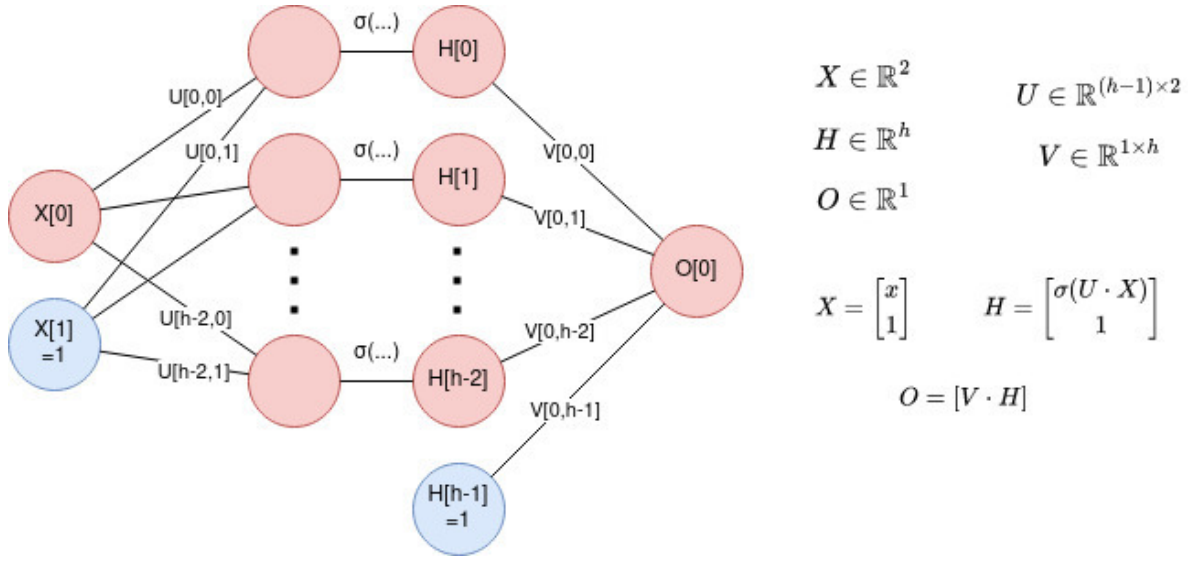 σ(...)
H[0]
U[0,0]
U[0,1]
V[0,0]
σ(...)
H[1]
X[0]
V[0,1]
O[0]
X[1]
=1
U[h-2,0]
U[h-2,1]
σ(...)
H[h-2]
V[0,h-2]
V[0,h-1]
H[h-1]
=1
X ∈ ℝ²
U ∈ ℝ^{(h−1)×2}
H ∈ ℝ^h
V ∈ ℝ^{1×h}
O ∈ ℝ¹
X = [x
1]
H = [σ(U · X)
1]
O = [V · H]